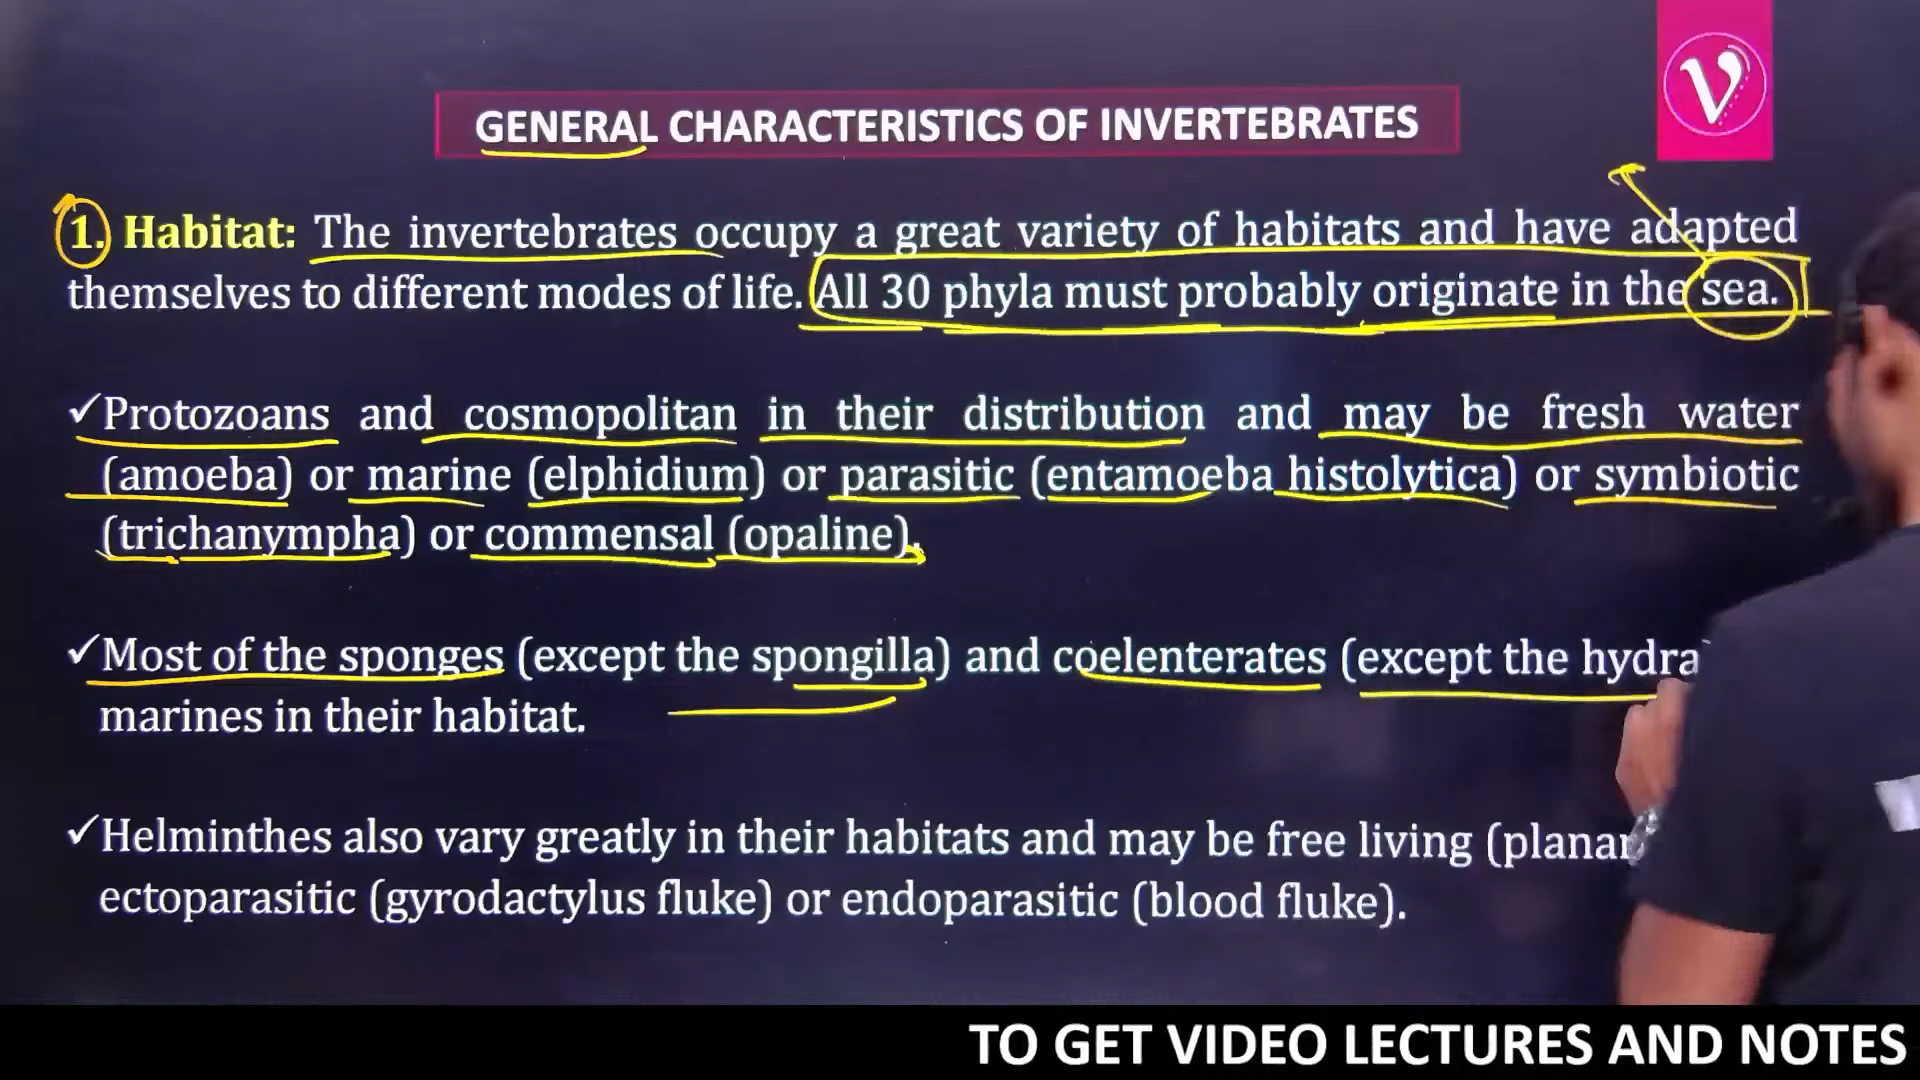 V
GENERAL CHARACTERISTICS OF INVERTEBRATES
1. Habitat: The invertebrates occupy a great variety of habitats and have adapted
themselves to different modes of life. All 30 phyla must probably originate in the sea.
✓Protozoans and cosmopolitan in their distribution and may be fresh water
(amoeba) or marine (elphidium) or parasitic (entamoeba histolytica) or symbiotic
(trichanympha) or commensal (opaline).
✓Most of the sponges (except the spongilla) and coelenterates (except the hydra
marines in their habitat.
✓Helminthes also vary greatly in their habitats and may be free living
ectoparasitic (gyrodactylus fluke) or endoparasitic (blood fluke).
TO GET VIDEO LECTURES AND NOTES